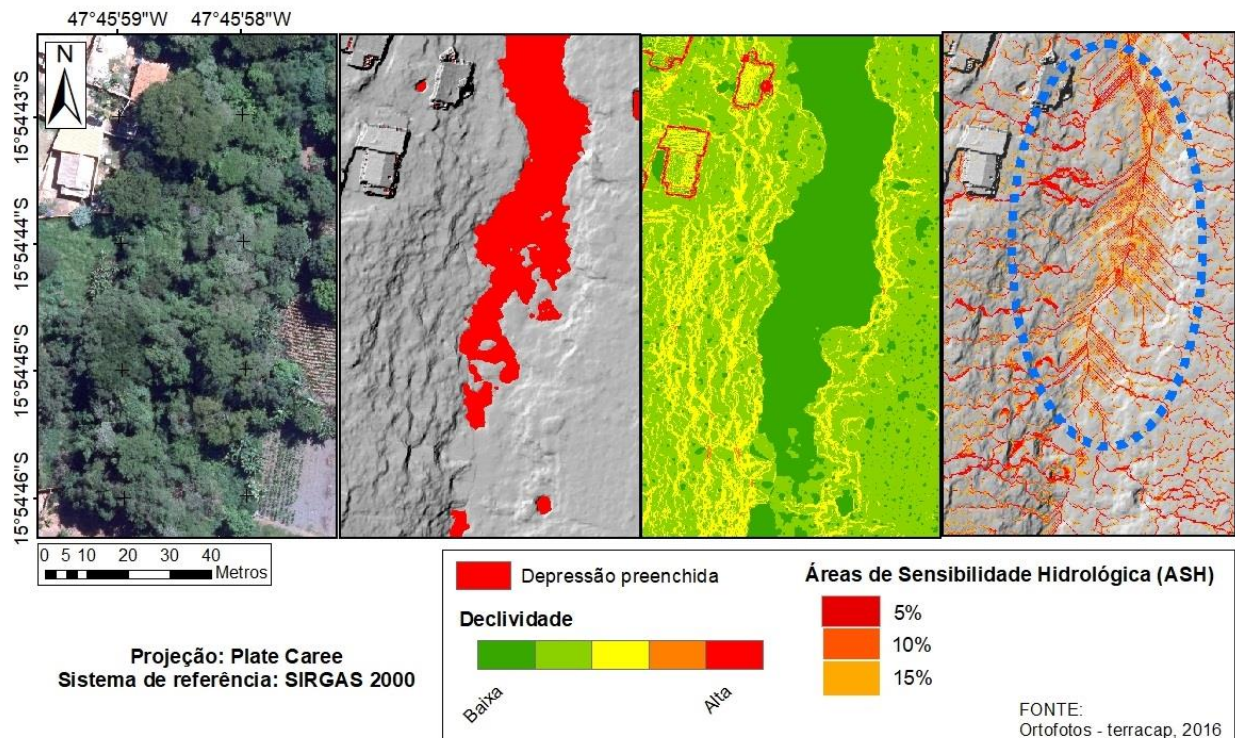 47°45'59"W 47°45'58"W
N
15°54'43"S
15°54'44"S
15°54'45"S
15°54'46"S
0 5 10 20 30 40
Metros
Projeção: Plate Caree
Sistema de referência: SIRGAS 2000
Depressão preenchida
Declividade
Baixa
Alta
Áreas de Sensibilidade Hidrológica (ASH)
5%
10%
15%
FONTE:
Ortofotos - terracap, 2016